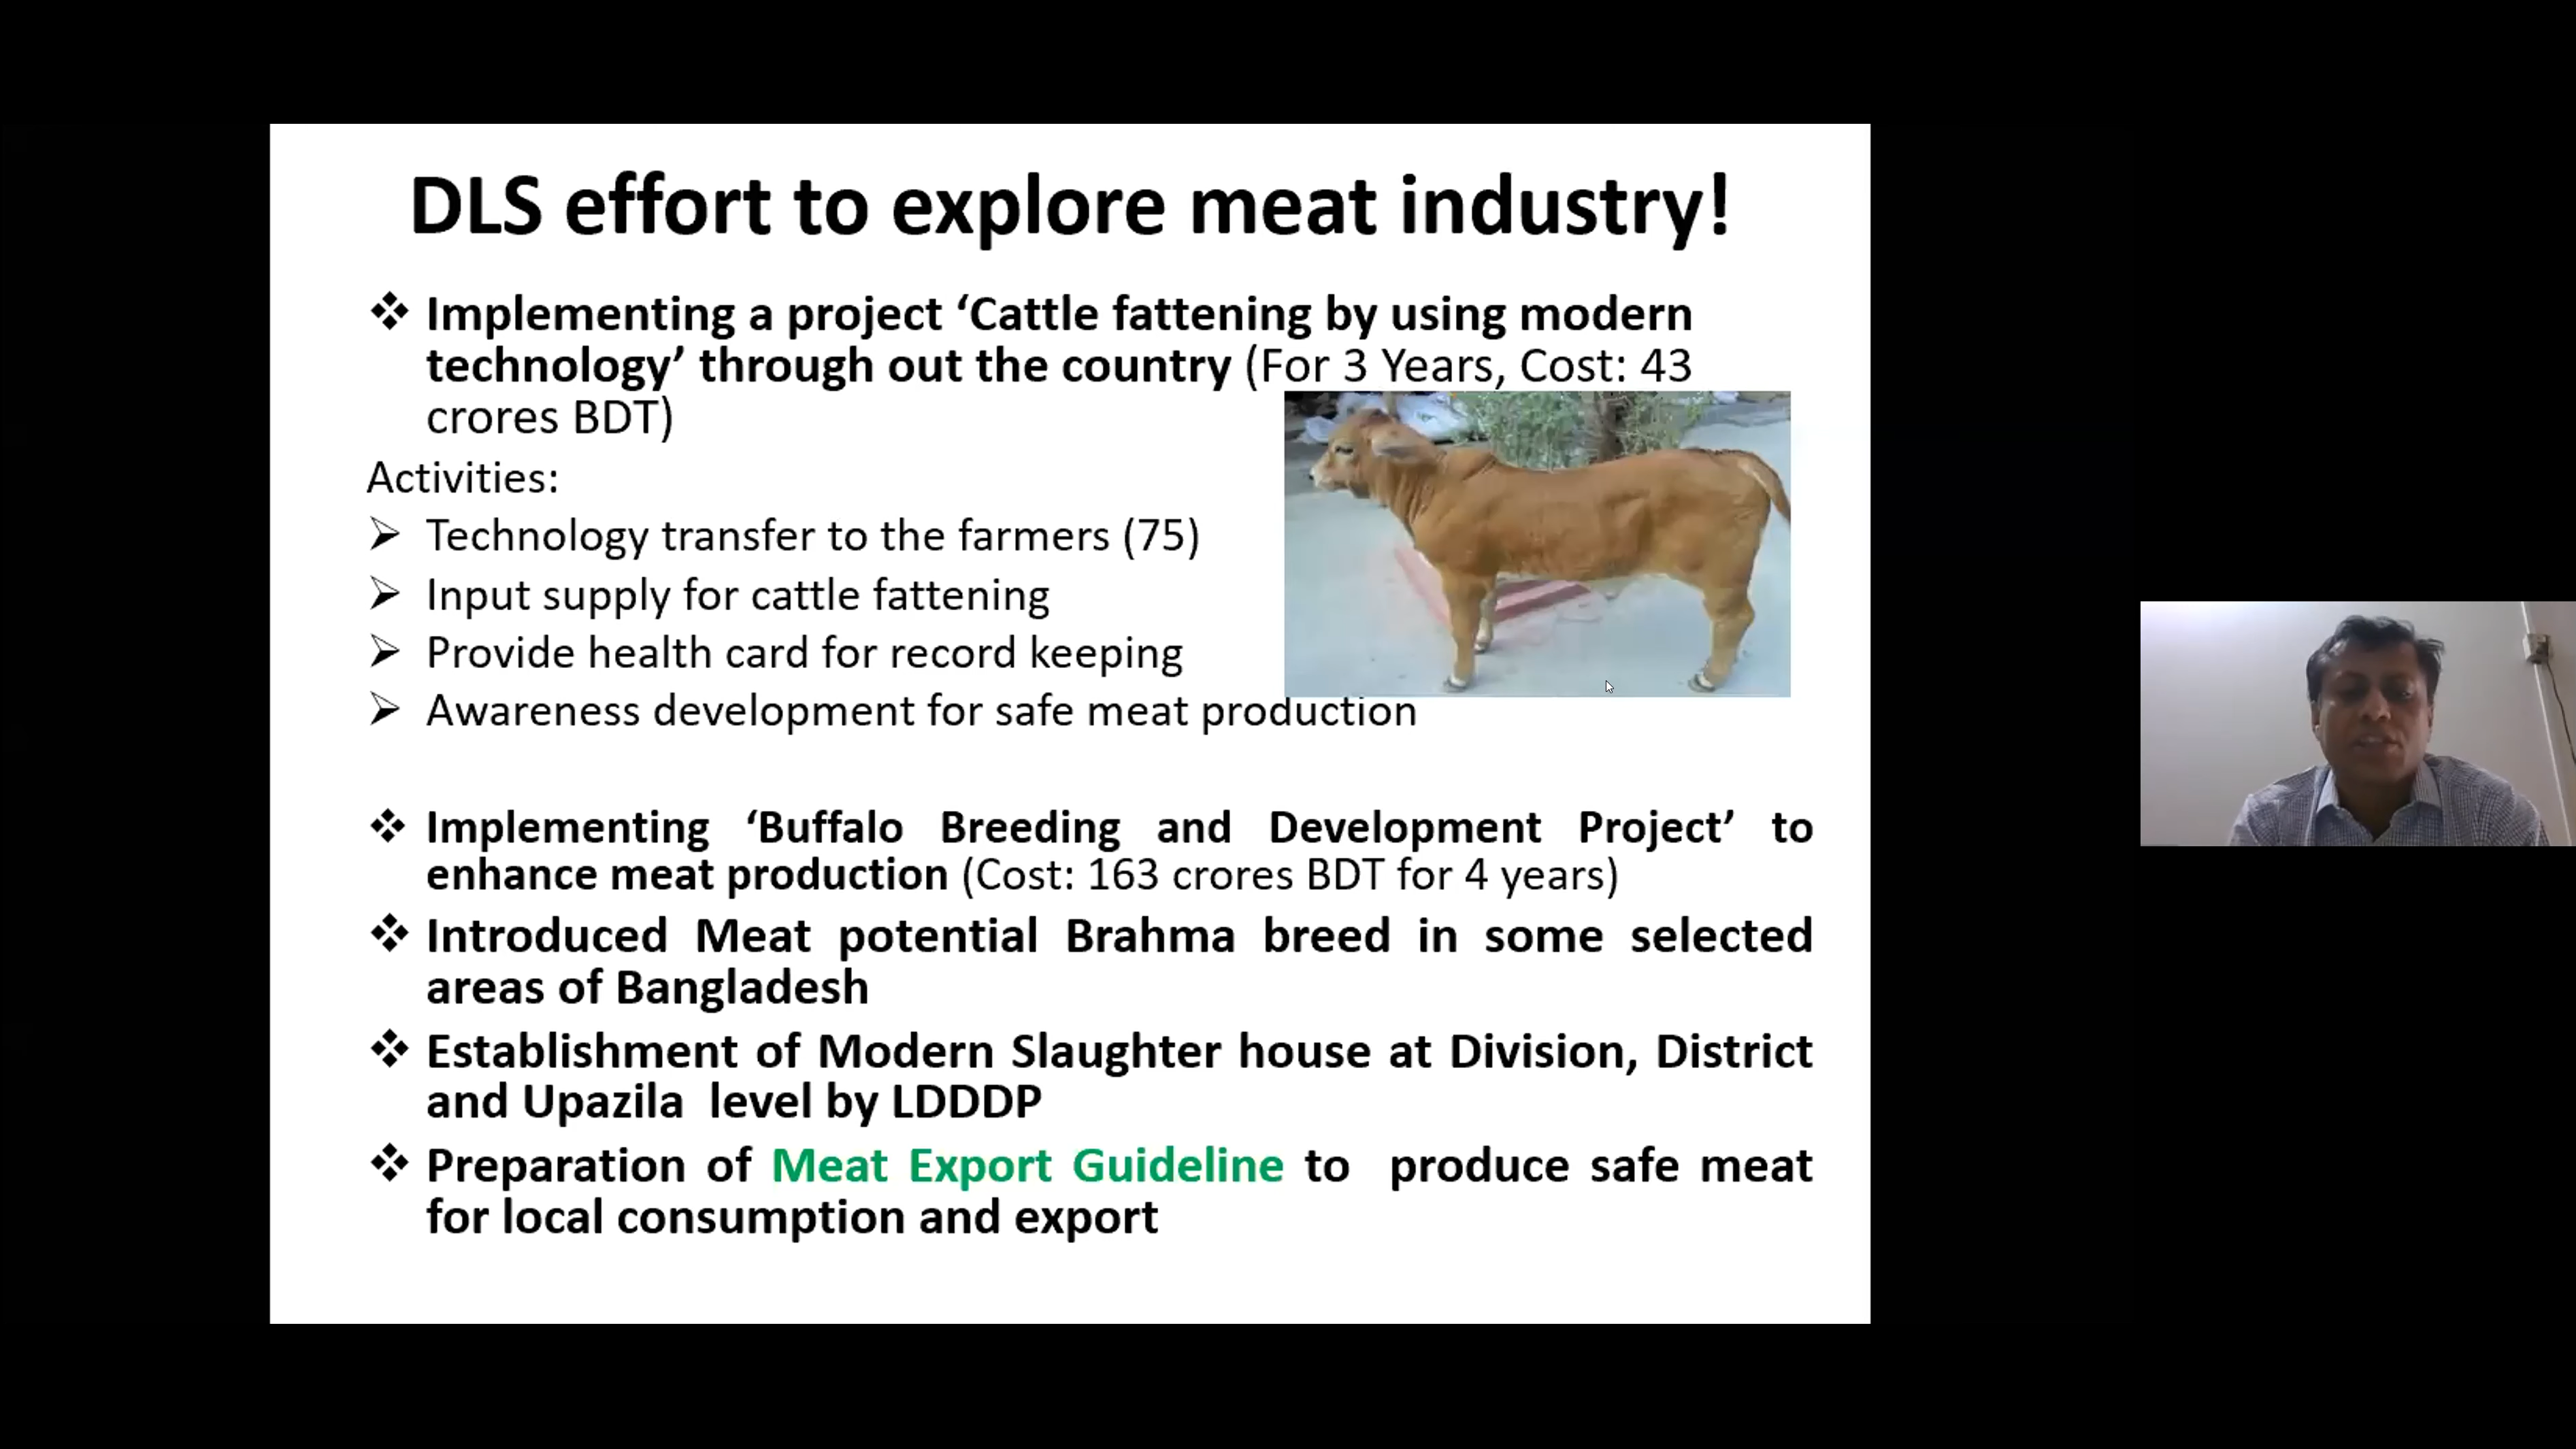 DLS effort to explore meat industry!
❖ Implementing a project ‘Cattle fattening by using modern
technology’ through out the country (For 3 Years, Cost: 43
crores BDT)
Activities:
➢ Technology transfer to the farmers (75)
➢ Input supply for cattle fattening
➢ Provide health card for record keeping
➢ Awareness development for safe meat production
❖ Implementing ‘Buffalo Breeding and Development Project’ to
enhance meat production (Cost: 163 crores BDT for 4 years)
❖ Introduced Meat potential Brahma breed in some selected
areas of Bangladesh
❖ Establishment of Modern Slaughter house at Division, District
and Upazila level by LDDDP
❖ Preparation of Meat Export Guideline to produce safe meat
for local consumption and export